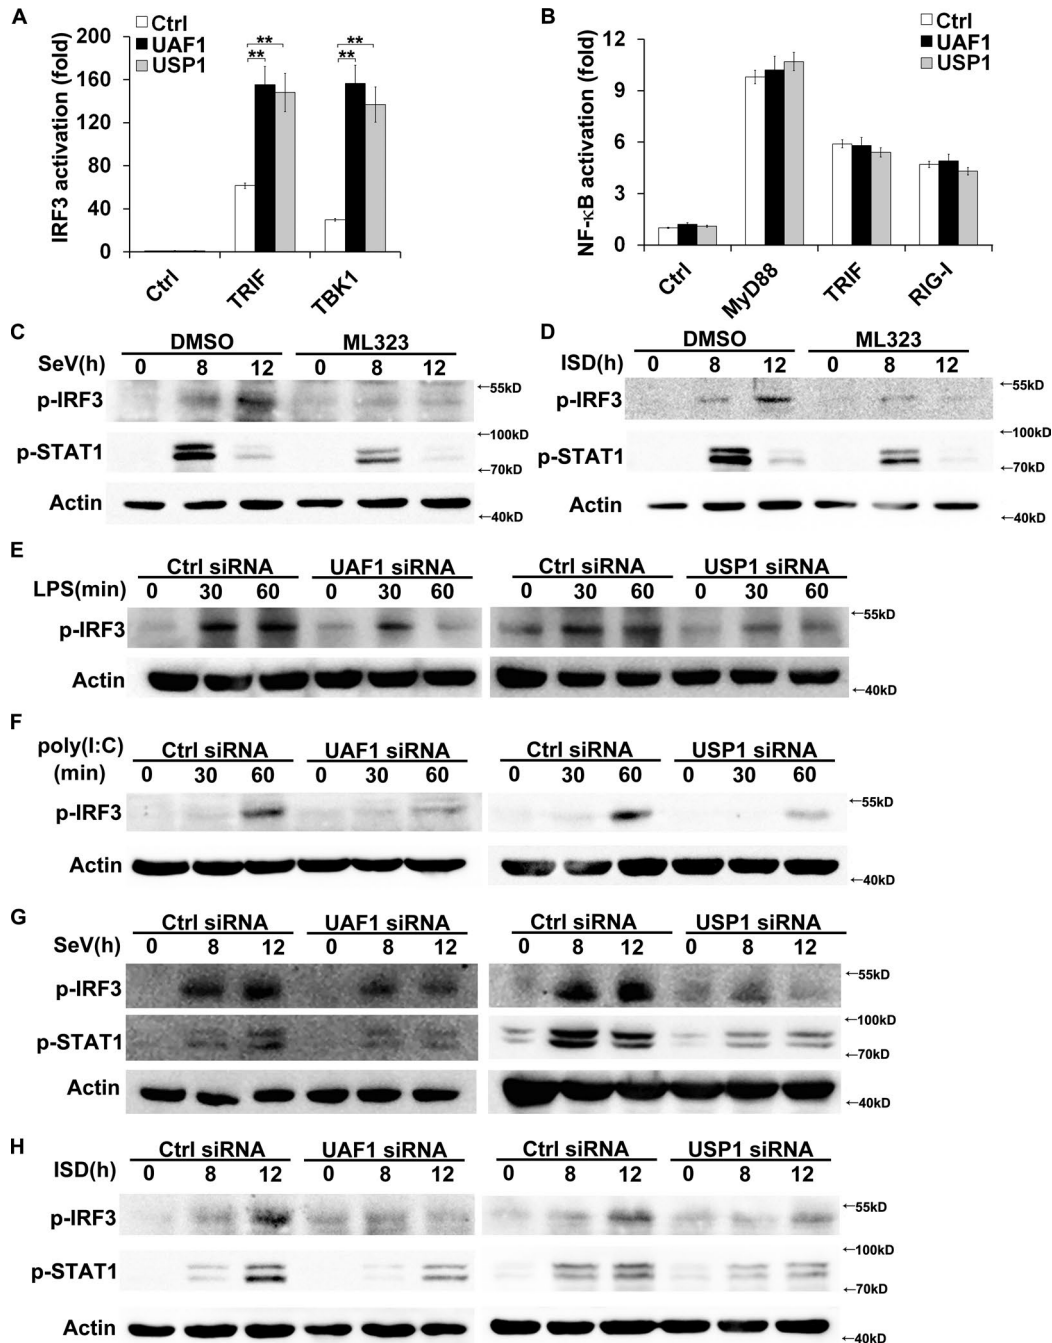 A
IRF3 activation (fold)
200
160
120
80
40
0
Ctrl
UAF1
USP1
** **
** **
Ctrl TRIF TBK1
B
NF-κB activation (fold)
12
9
6
3
0
Ctrl
UAF1
USP1
Ctrl MyD88 TRIF RIG-I
C
DMSO ML323
SeV(h) 0 8 12 0 8 12
p-IRF3 ←55kD
p-STAT1 ←100kD
←70kD
Actin ←40kD
D
DMSO ML323
ISD(h) 0 8 12 0 8 12
p-IRF3 ←55kD
p-STAT1 ←100kD
←70kD
Actin ←40kD
E
Ctrl siRNA UAF1 siRNA Ctrl siRNA USP1 siRNA
LPS(min) 0 30 60 0 30 60 0 30 60 0 30 60
p-IRF3 ←55kD
Actin ←40kD
F
poly(I:C) Ctrl siRNA UAF1 siRNA Ctrl siRNA USP1 siRNA
(min) 0 30 60 0 30 60 0 30 60 0 30 60
p-IRF3 ←55kD
Actin ←40kD
G
Ctrl siRNA UAF1 siRNA Ctrl siRNA USP1 siRNA
SeV(h) 0 8 12 0 8 12 0 8 12 0 8 12
p-IRF3 ←55kD
p-STAT1 ←100kD
←70kD
Actin ←40kD
H
Ctrl siRNA UAF1 siRNA Ctrl siRNA USP1 siRNA
ISD(h) 0 8 12 0 8 12 0 8 12 0 8 12
p-IRF3 ←55kD
p-STAT1 ←100kD
←70kD
Actin ←40kD